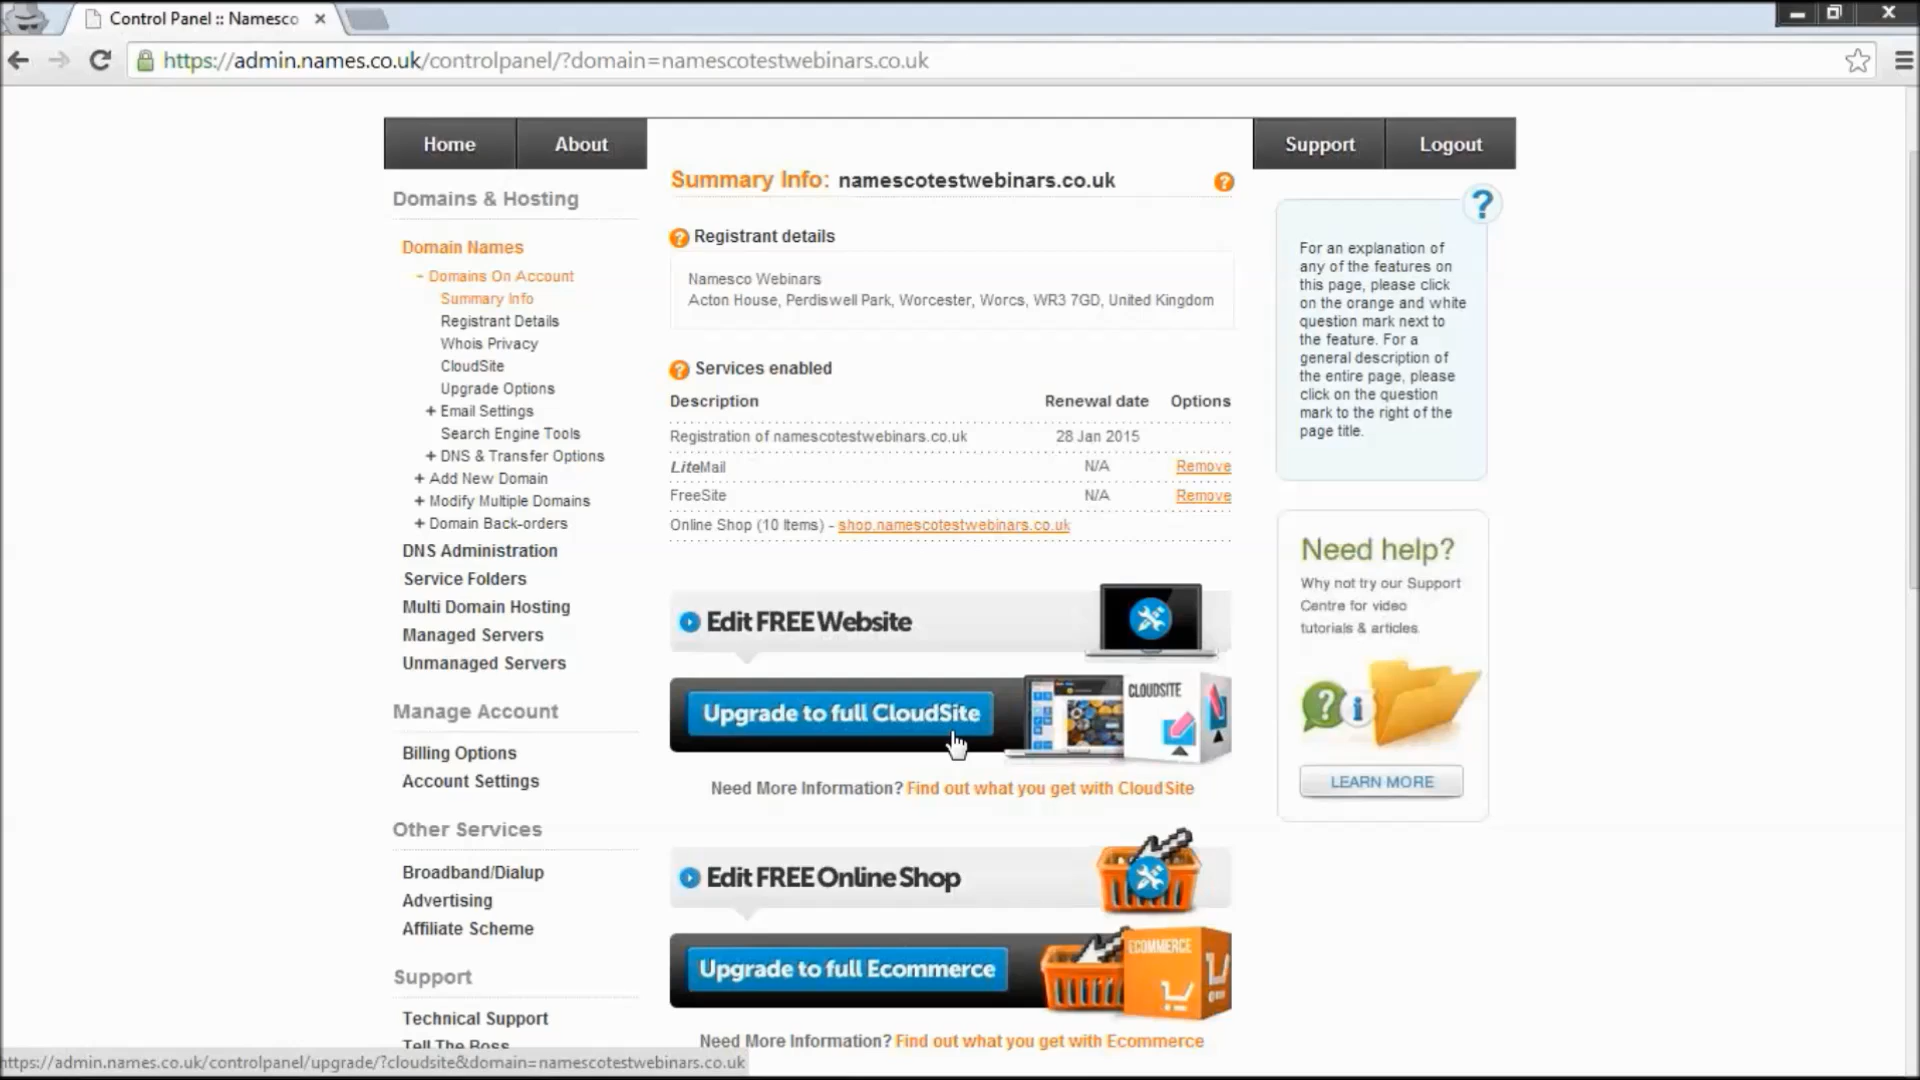 Control Panel :: Namesco
https://admin.names.co.uk/controlpanel/?domain=namescotestwebinars.co.uk
Home
About
Support
Logout
Domains & Hosting
Domain Names
- Domains On Account
Summary Info
Registrant Details
Whois Privacy
CloudSite
Upgrade Options
+ Email Settings
Search Engine Tools
+ DNS & Transfer Options
+ Add New Domain
+ Modify Multiple Domains
+ Domain Back-orders
DNS Administration
Service Folders
Multi Domain Hosting
Managed Servers
Unmanaged Servers
Manage Account
Billing Options
Account Settings
Other Services
Broadband/Dialup
Advertising
Affiliate Scheme
Support
Technical Support
Tell The Boss
Summary Info: namescotestwebinars.co.uk ?
? Registrant details
Namesco Webinars
Acton House, Perdiswell Park, Worcester, Worcs, WR3 7GD, United Kingdom
? Services enabled
Description Renewal date Options
Registration of namescotestwebinars.co.uk 28 Jan 2015
LiteMail N/A Remove
FreeSite N/A Remove
Online Shop (10 Items) - shop.namescotestwebinars.co.uk
Edit FREE Website
Upgrade to full CloudSite
CLOUDSITE
Need More Information? Find out what you get with CloudSite
Edit FREE Online Shop
Upgrade to full Ecommerce
ECOMMERCE
Need More Information? Find out what you get with Ecommerce
?
For an explanation of
any of the features on
this page, please click
on the orange and white
question mark next to
the feature. For a
general description of
the entire page, please
click on the question
mark to the right of the
page title.
Need help?
Why not try our Support
Centre for video
tutorials & articles.
? i
LEARN MORE
https://admin.names.co.uk/controlpanel/upgrade/?cloudsite&domain=namescotestwebinars.co.uk